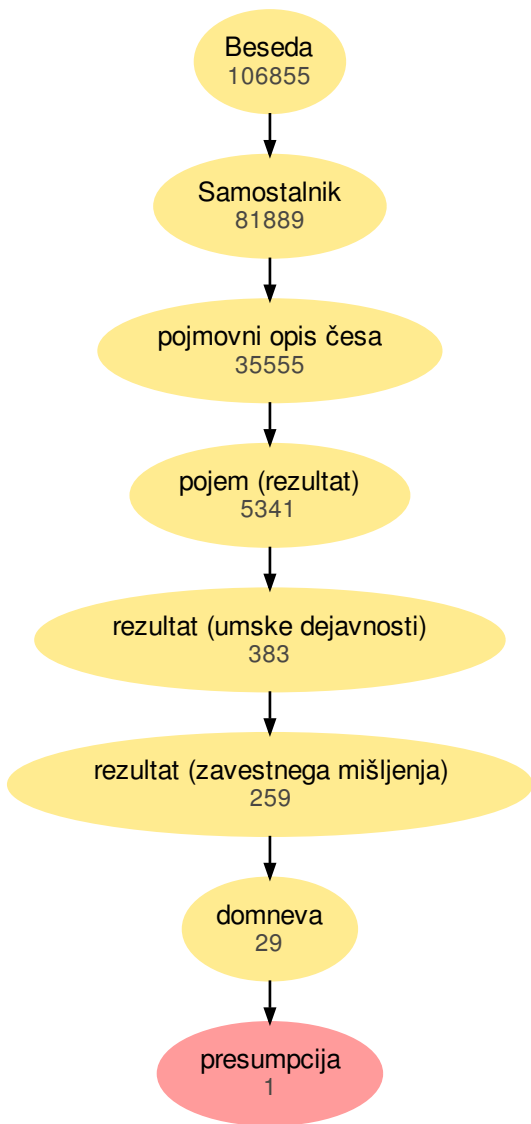 Beseda
106855
Samostalnik
81889
pojmovni opis česa
35555
pojem (rezultat)
5341
rezultat (umske dejavnosti)
383
rezultat (zavestnega mišljenja)
259
domneva
29
presumpcija
1